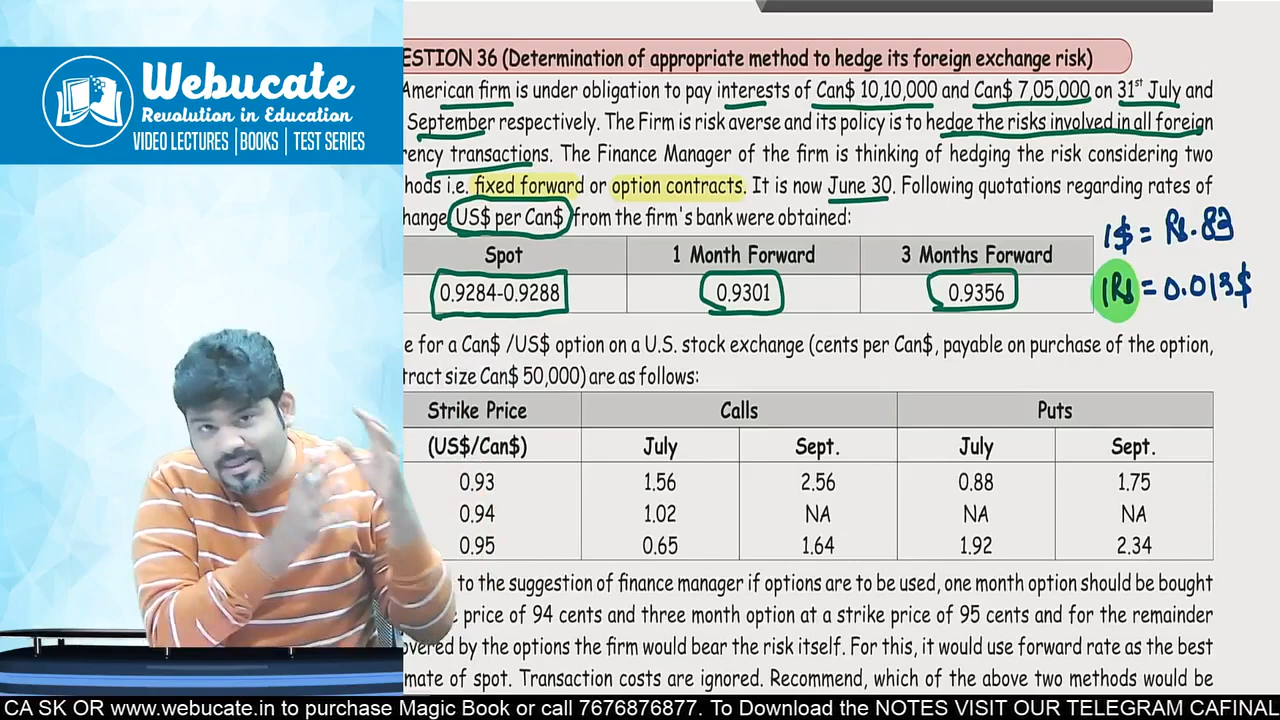 Webucate
Revolution in Education
VIDEO LECTURES | BOOKS | TEST SERIES
ESTION 36 (Determination of appropriate method to hedge its foreign exchange risk)
American firm is under obligation to pay interests of Can$ 10,10,000 and Can$ 7,05,000 on 31st July and
September respectively. The Firm is risk averse and its policy is to hedge the risks involved in all foreign
rency transactions. The Finance Manager of the firm is thinking of hedging the risk considering two
hods i.e. fixed forward or option contracts. It is now June 30. Following quotations regarding rates of
hange US$ per Can$ from the firm's bank were obtained:
1$ = Rs.83
1Rs = 0.013$
Spot 1 Month Forward 3 Months Forward
0.9284-0.9288 0.9301 0.9356
e for a Can$ /US$ option on a U.S. stock exchange (cents per Can$, payable on purchase of the option,
tract size Can$ 50,000) are as follows:
Strike Price Calls Puts
(US$/Can$) July Sept. July Sept.
0.93 1.56 2.56 0.88 1.75
0.94 1.02 NA NA NA
0.95 0.65 1.64 1.92 2.34
to the suggestion of finance manager if options are to be used, one month option should be bought
e price of 94 cents and three month option at a strike price of 95 cents and for the remainder
overed by the options the firm would bear the risk itself. For this, it would use forward rate as the best
mate of spot. Transaction costs are ignored. Recommend, which of the above two methods would be
CA SK OR www.webucate.in to purchase Magic Book or call 7676876877. To Download the NOTES VISIT OUR TELEGRAM CAFINAL